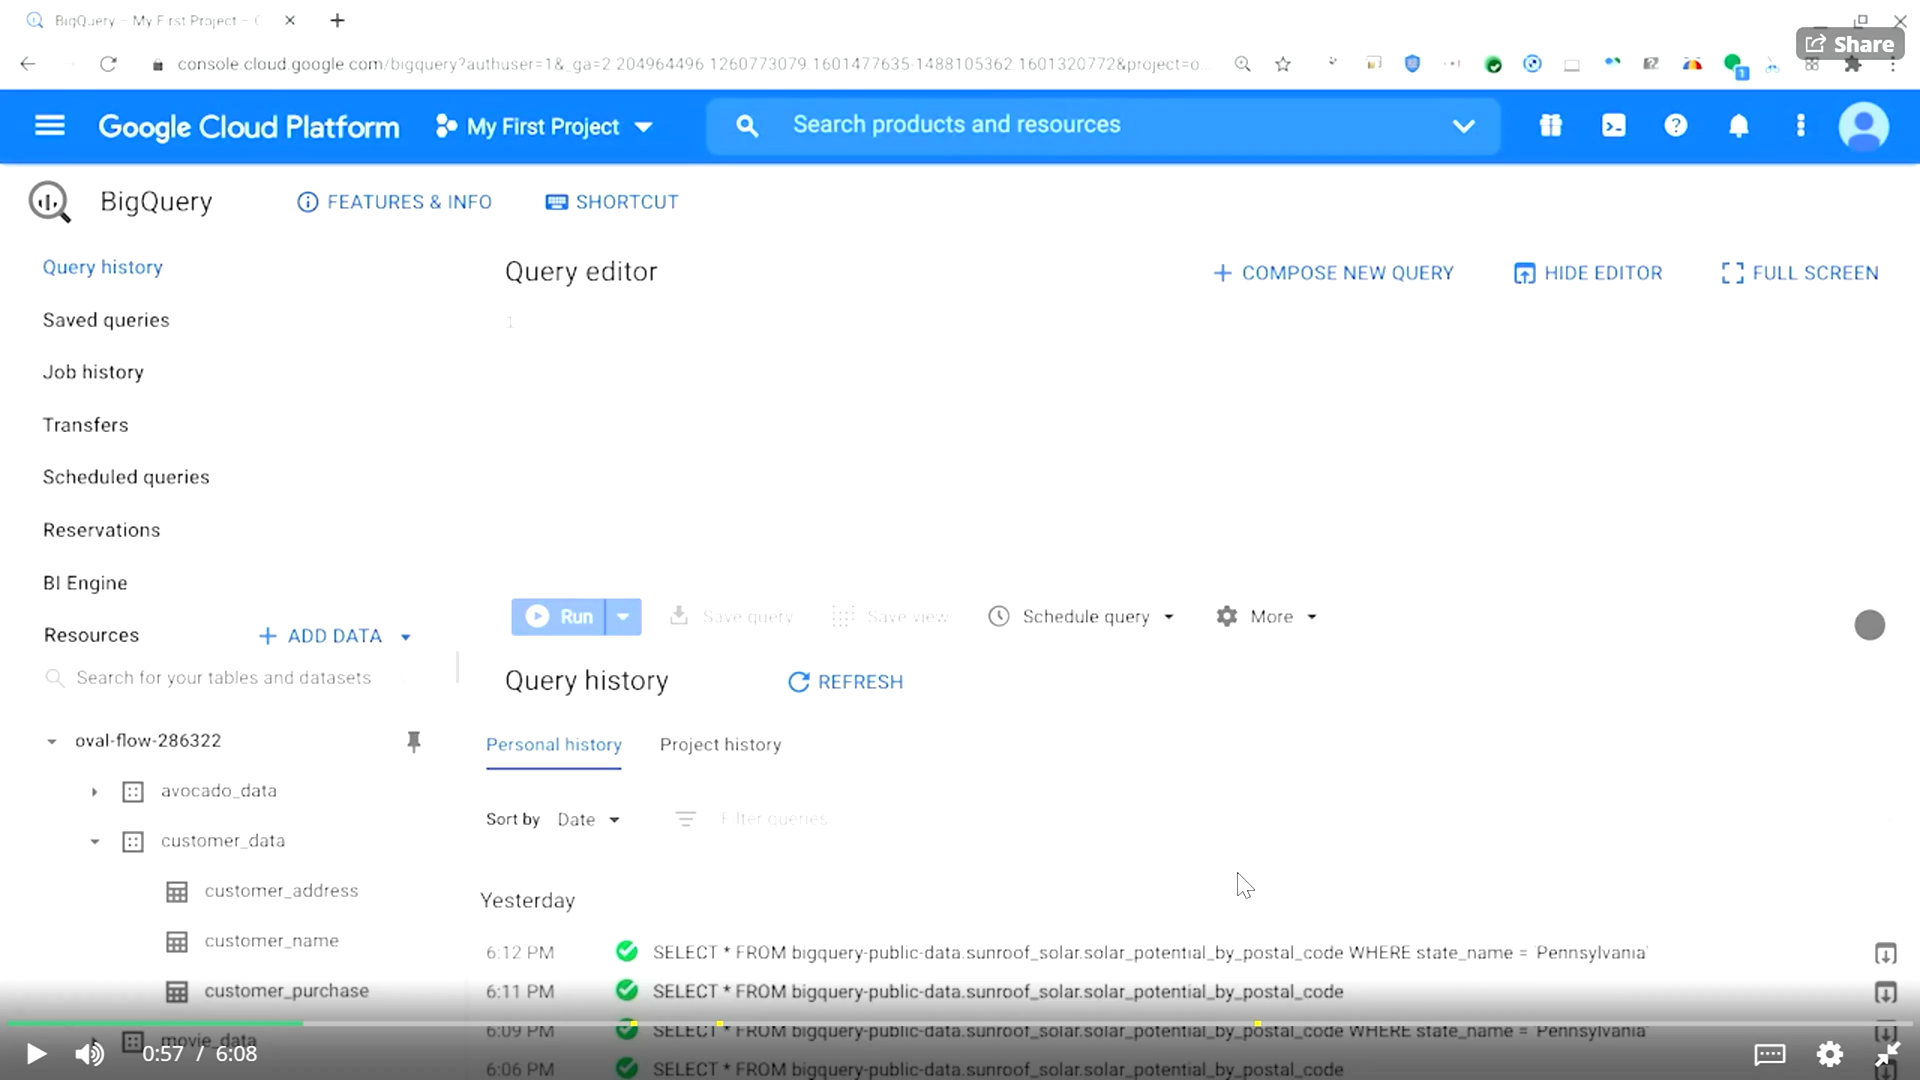 BigQuery – My First Project –
Share
console.cloud.google.com/bigquery?authuser=1&_ga=2 204964496 1260773079 1601477635-1488105362 1601320772&project=o...
Google Cloud Platform My First Project Search products and resources
BigQuery FEATURES & INFO SHORTCUT
Query history
Saved queries
Job history
Transfers
Scheduled queries
Reservations
BI Engine
Resources + ADD DATA
Search for your tables and datasets
oval-flow-286322
avocado_data
customer_data
customer_address
customer_name
customer_purchase
movie_data
Query editor + COMPOSE NEW QUERY HIDE EDITOR FULL SCREEN
1
Run Save query Save view Schedule query More
Query history REFRESH
Personal history Project history
Sort by Date Filter queries
Yesterday
6:12 PM SELECT * FROM bigquery-public-data.sunroof_solar.solar_potential_by_postal_code WHERE state_name = 'Pennsylvania'
6:11 PM SELECT * FROM bigquery-public-data.sunroof_solar.solar_potential_by_postal_code
6:09 PM SELECT * FROM bigquery-public-data.sunroof_solar.solar_potential_by_postal_code WHERE state_name = 'Pennsylvania'
6:06 PM SELECT * FROM bigquery-public-data.sunroof_solar.solar_potential_by_postal_code
0:57 / 6:08